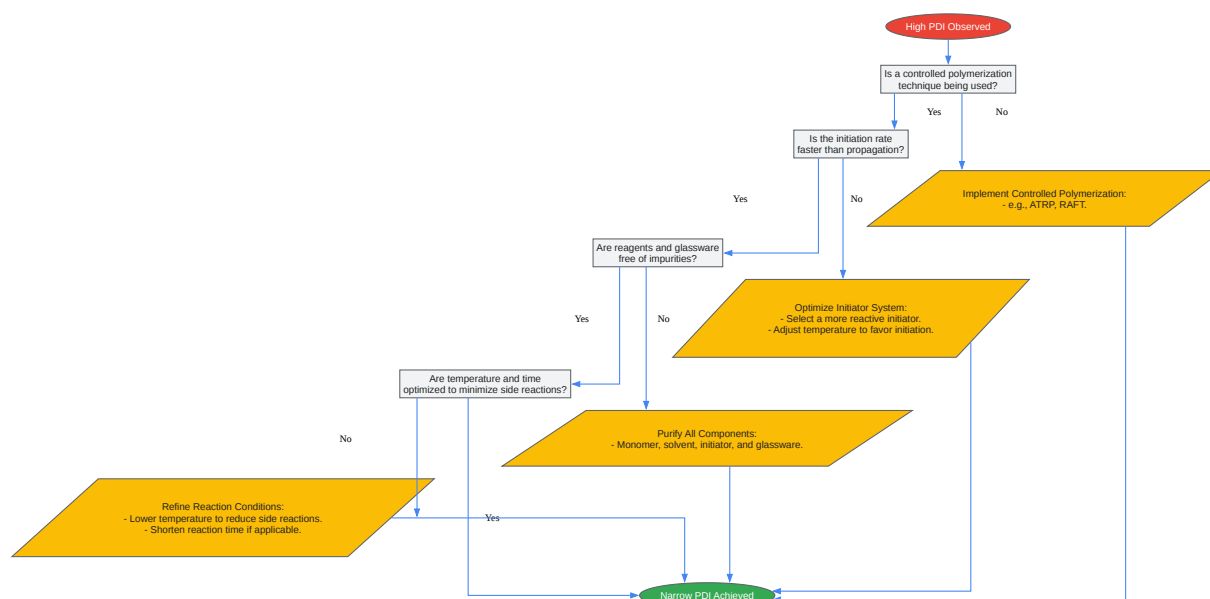 High PDI Observed
Is a controlled polymerization
technique being used?
Yes
No
Is the initiation rate
faster than propagation?
Implement Controlled Polymerization:
- e.g., ATRP, RAFT.
Yes
No
Are reagents and glassware
free of impurities?
Optimize Initiator System:
- Select a more reactive initiator.
- Adjust temperature to favor initiation.
Yes
No
Are temperature and time
optimized to minimize side reactions?
Purify All Components:
- Monomer, solvent, initiator, and glassware.
No
Refine Reaction Conditions:
- Lower temperature to reduce side reactions.
- Shorten reaction time if applicable.
Yes
Narrow PDI Achieved